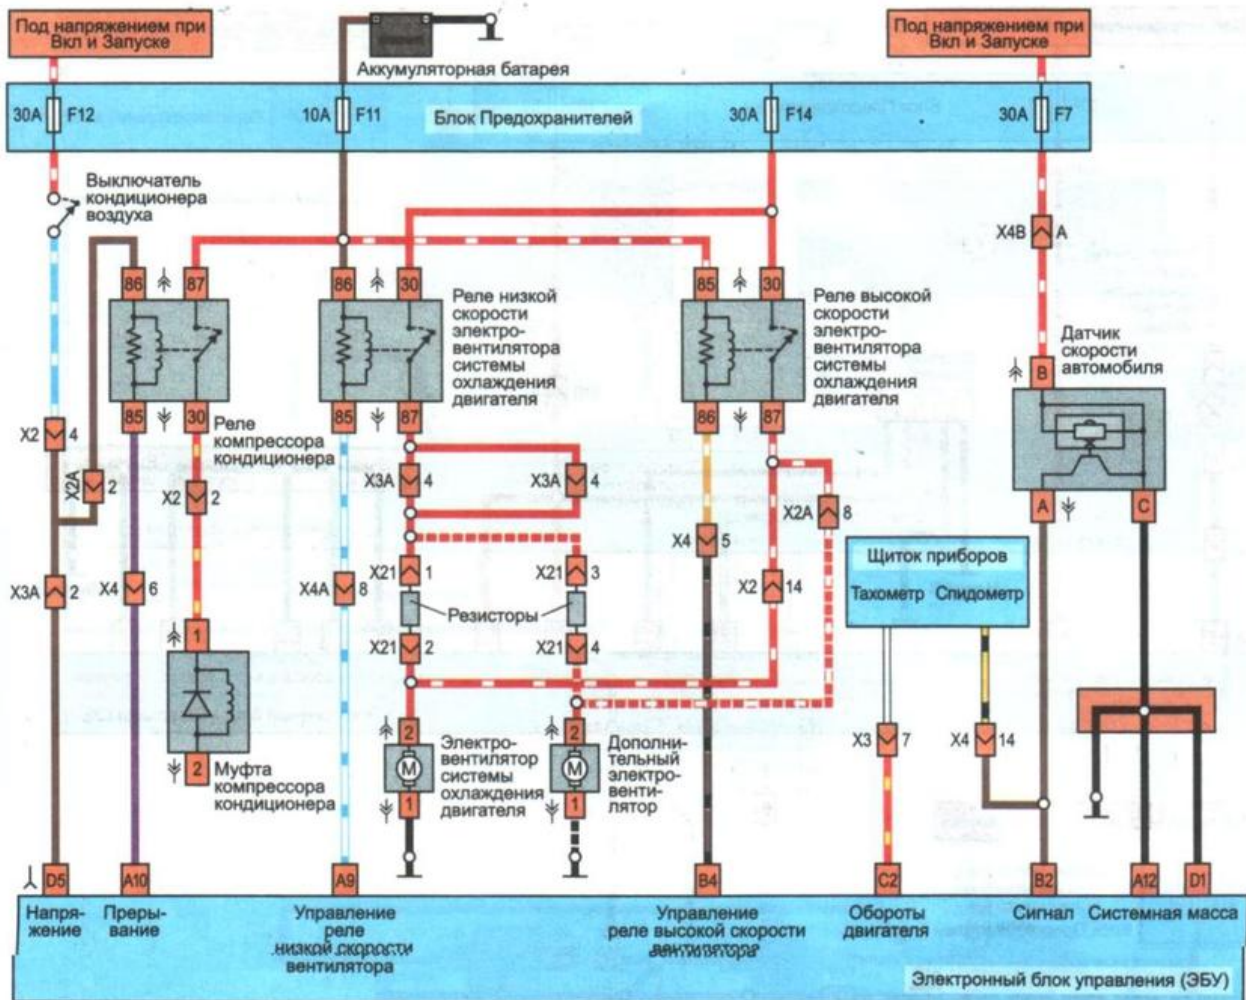 Под напряжением при
Вкл и Запуске
Аккумуляторная батарея
Под напряжением при
Вкл и Запуске
30А F12
10А F11
Блок Предохранителей
30А F14
30А F7
Выключатель
кондиционера
воздуха
X4B A
86 87
86 30
Реле низкой
скорости
электро-
вентилятора
системы
охлаждения
двигателя
85 30
Реле высокой
скорости
электро-
вентилятора
системы
охлаждения
двигателя
Датчик
скорости
автомобиля
B
85 30
Реле
компрессора
кондиционера
85 87
86 87
X2 4
X2A 2
X2 2
X3A 4
X3A 4
X2A 8
A C
X4 5
X3A 2
X4 6
X4A 8
X21 1
X21 3
X2 14
Резисторы
X21 2
X21 4
Щиток приборов
Тахометр Спидометр
1
2
Муфта
компрессора
кондиционера
2
M
1
Электро-
вентилятор
системы
охлаждения
двигателя
2
M
1
Дополни-
тельный
электро-
венти-
лятор
X3 7
X4 14
D5 A10 A9 B4 C2 B2 A12 D1
Напря-
жение
Преры-
вание
Управление
реле
низкой скорости
вентилятора
Управление
реле высокой скорости
вентилятора
Обороты
двигателя
Сигнал
Системная масса
Электронный блок управления (ЭБУ)